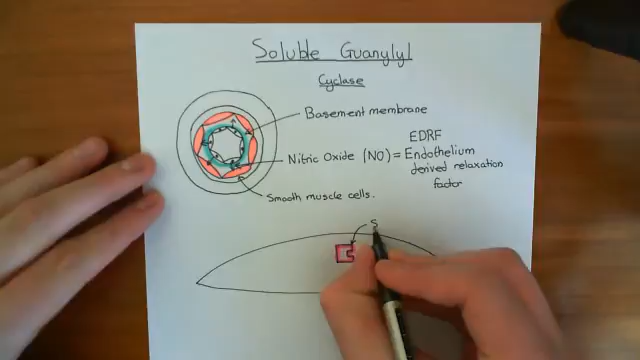 Soluble Guanylyl
Cyclase
Basement membrane
EDRF
Nitric Oxide (NO) = Endothelium
derived relaxation
factor
Smooth muscle cells.
S